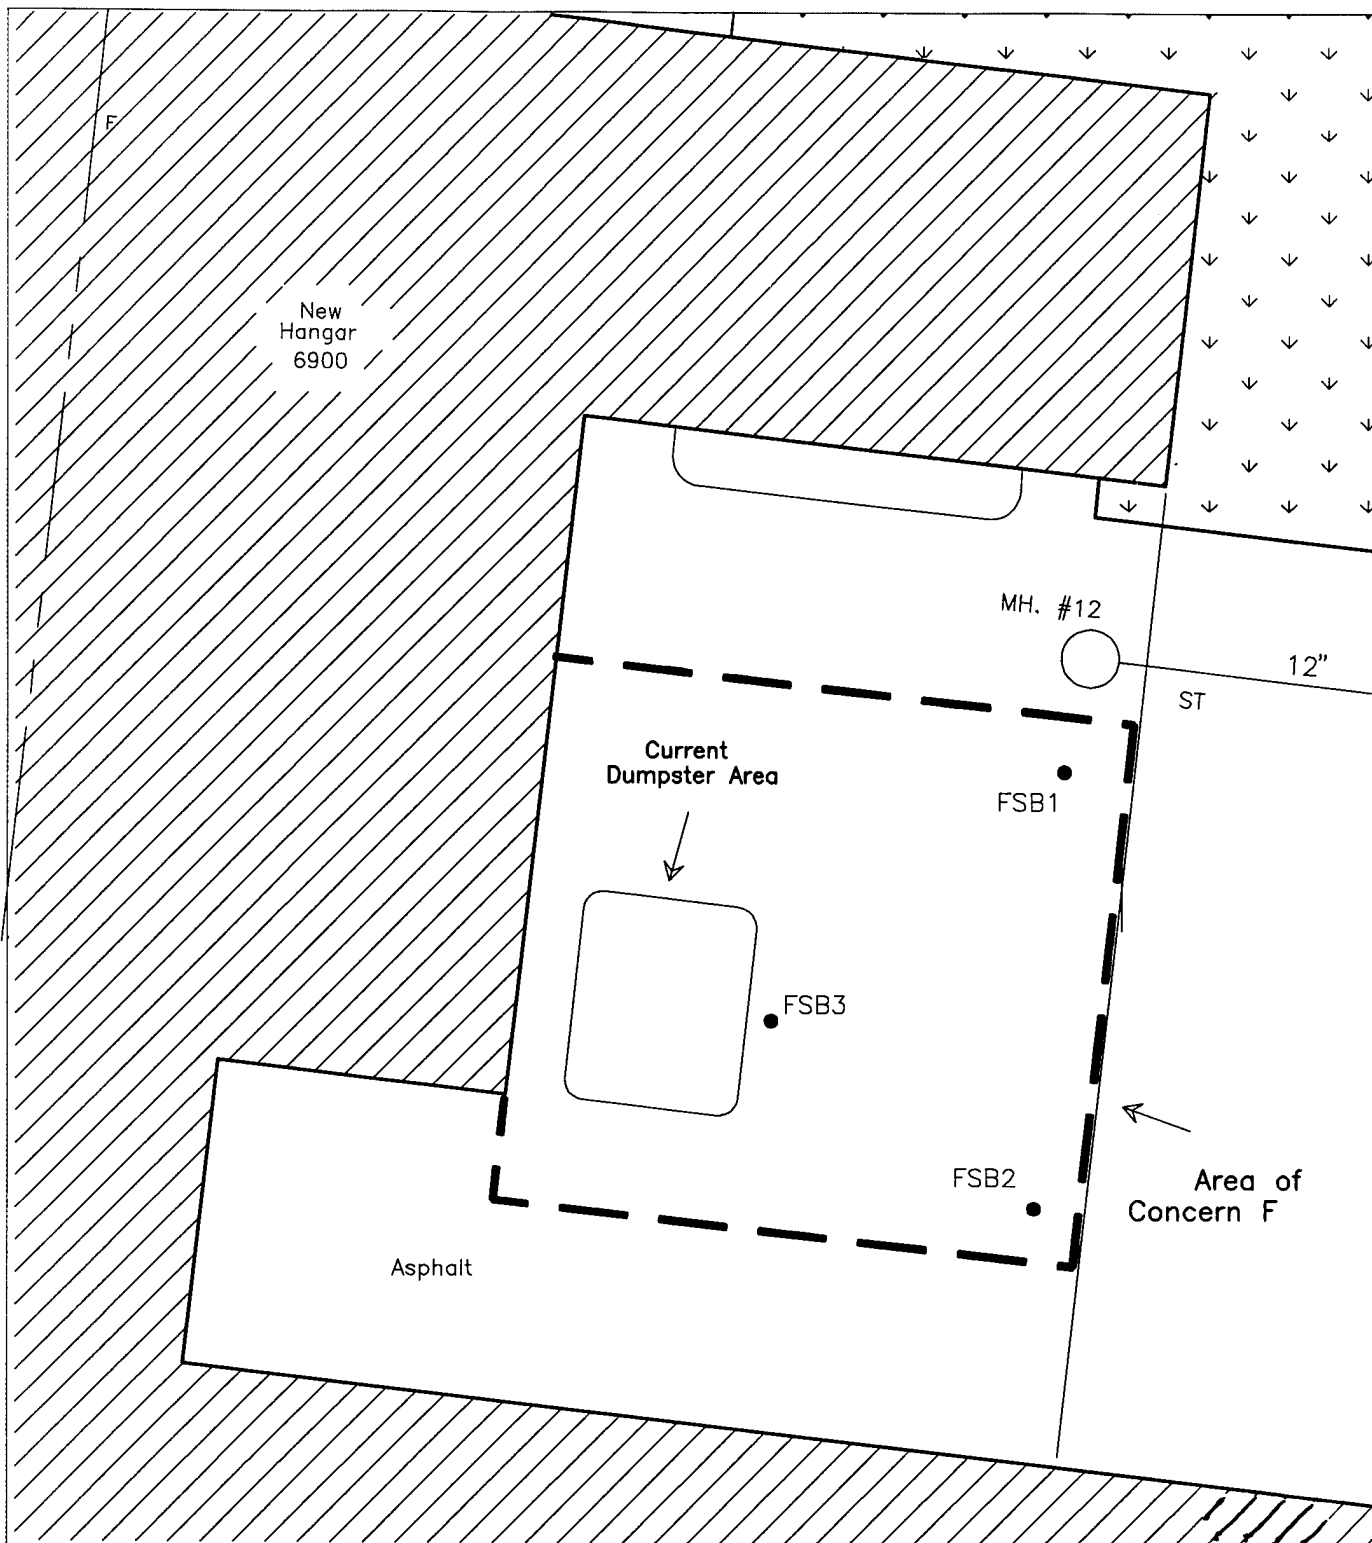 F
New
Hangar
6900
MH. #12
12"
ST
Current
Dumpster Area
FSB1
FSB3
FSB2
Area of
Concern F
Asphalt